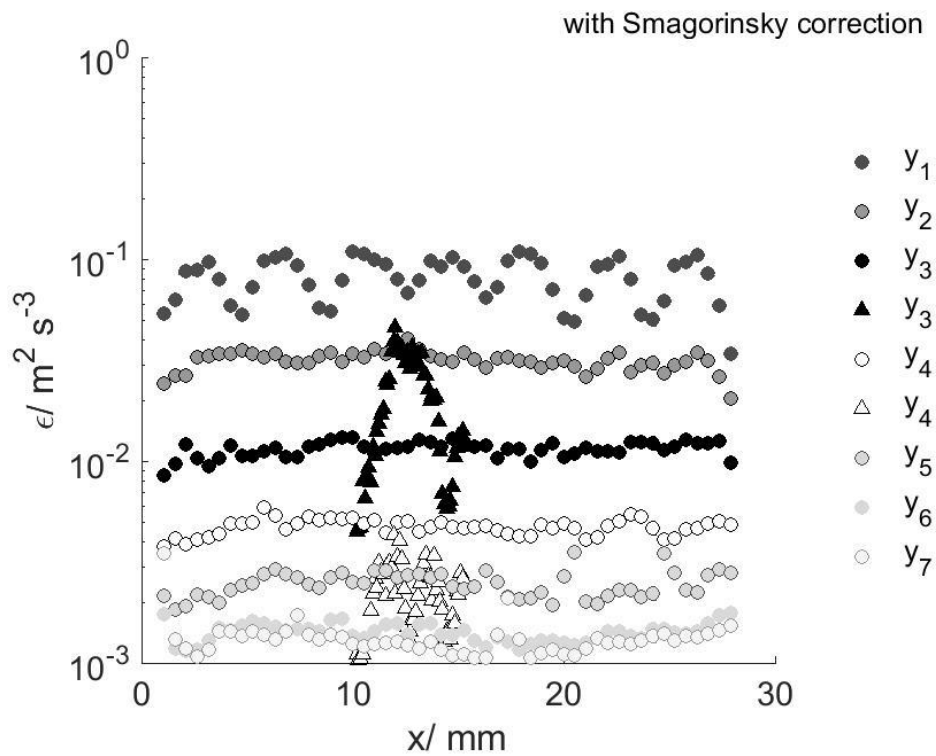 with Smagorinsky correction
10^0
10^-1
10^-2
10^-3
ϵ/ m^2 s^-3
0 10 20 30
x/ mm
y_1
y_2
y_3
y_3
y_4
y_4
y_5
y_6
y_7